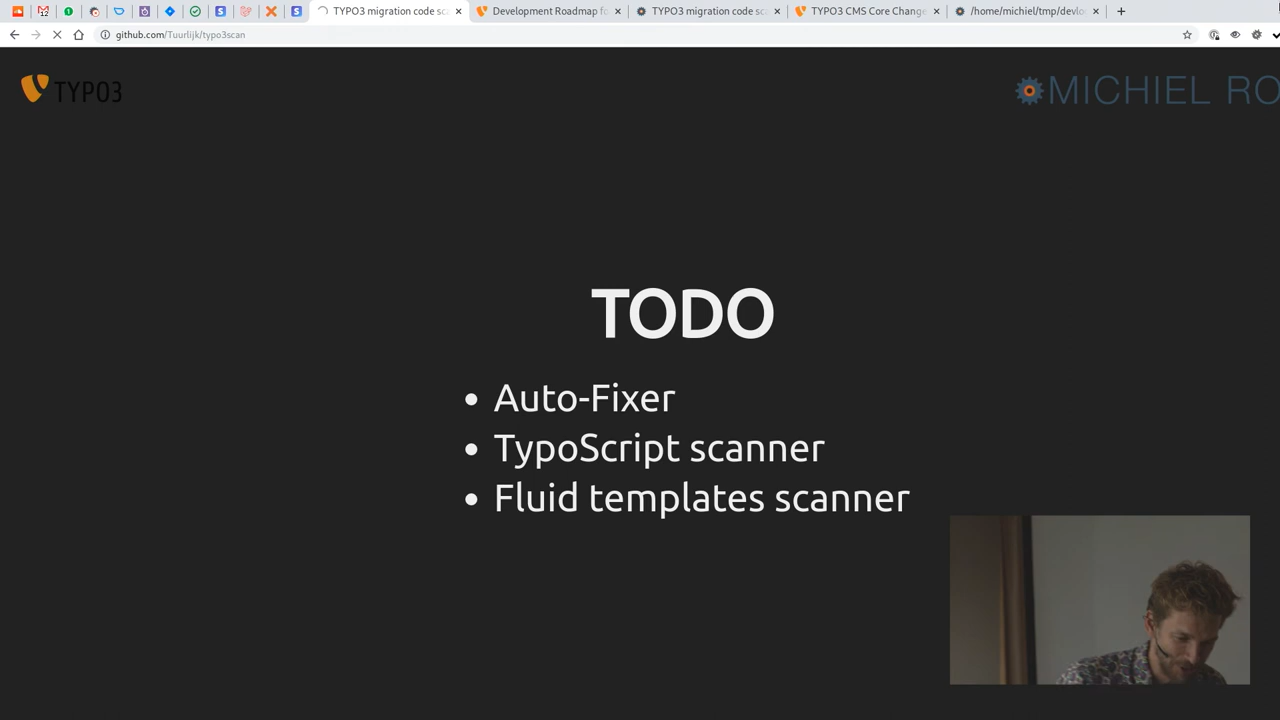 TYPO3 migration code sc
Development Roadmap fo
TYPO3 migration code sc
TYPO3 CMS Core Change
/home/michiel/tmp/devlo
github.com/Tuurlijk/typo3scan
TYPO3
MICHIEL RO
TODO
• Auto-Fixer
• TypoScript scanner
• Fluid templates scanner